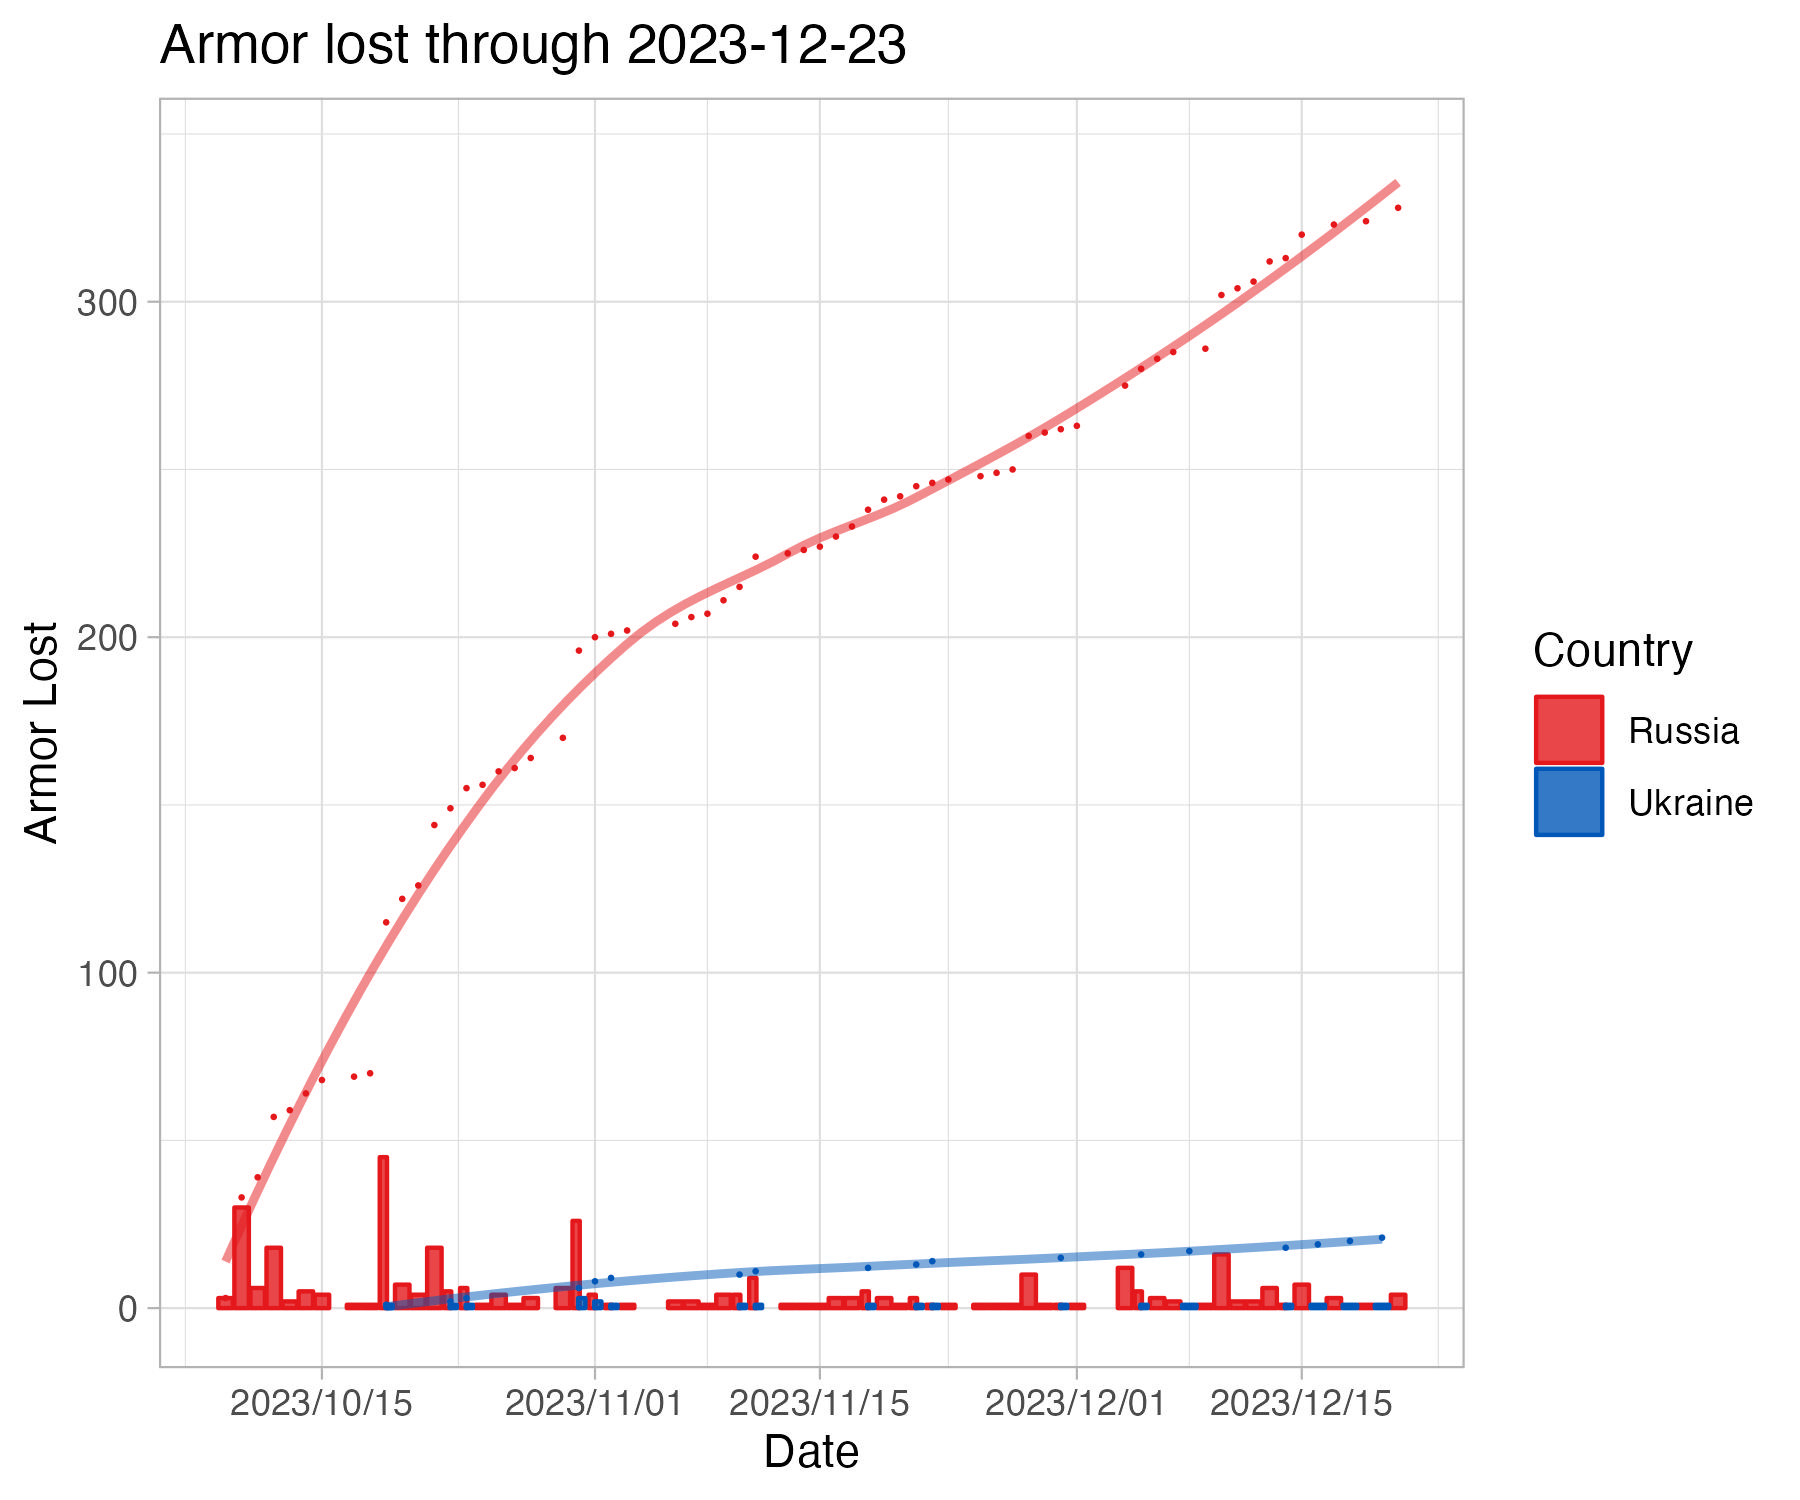 Armor lost through 2023-12-23
Armor Lost
300
200
100
0
2023/10/15
2023/11/01
2023/11/15
2023/12/01
2023/12/15
Date
Country
Russia
Ukraine